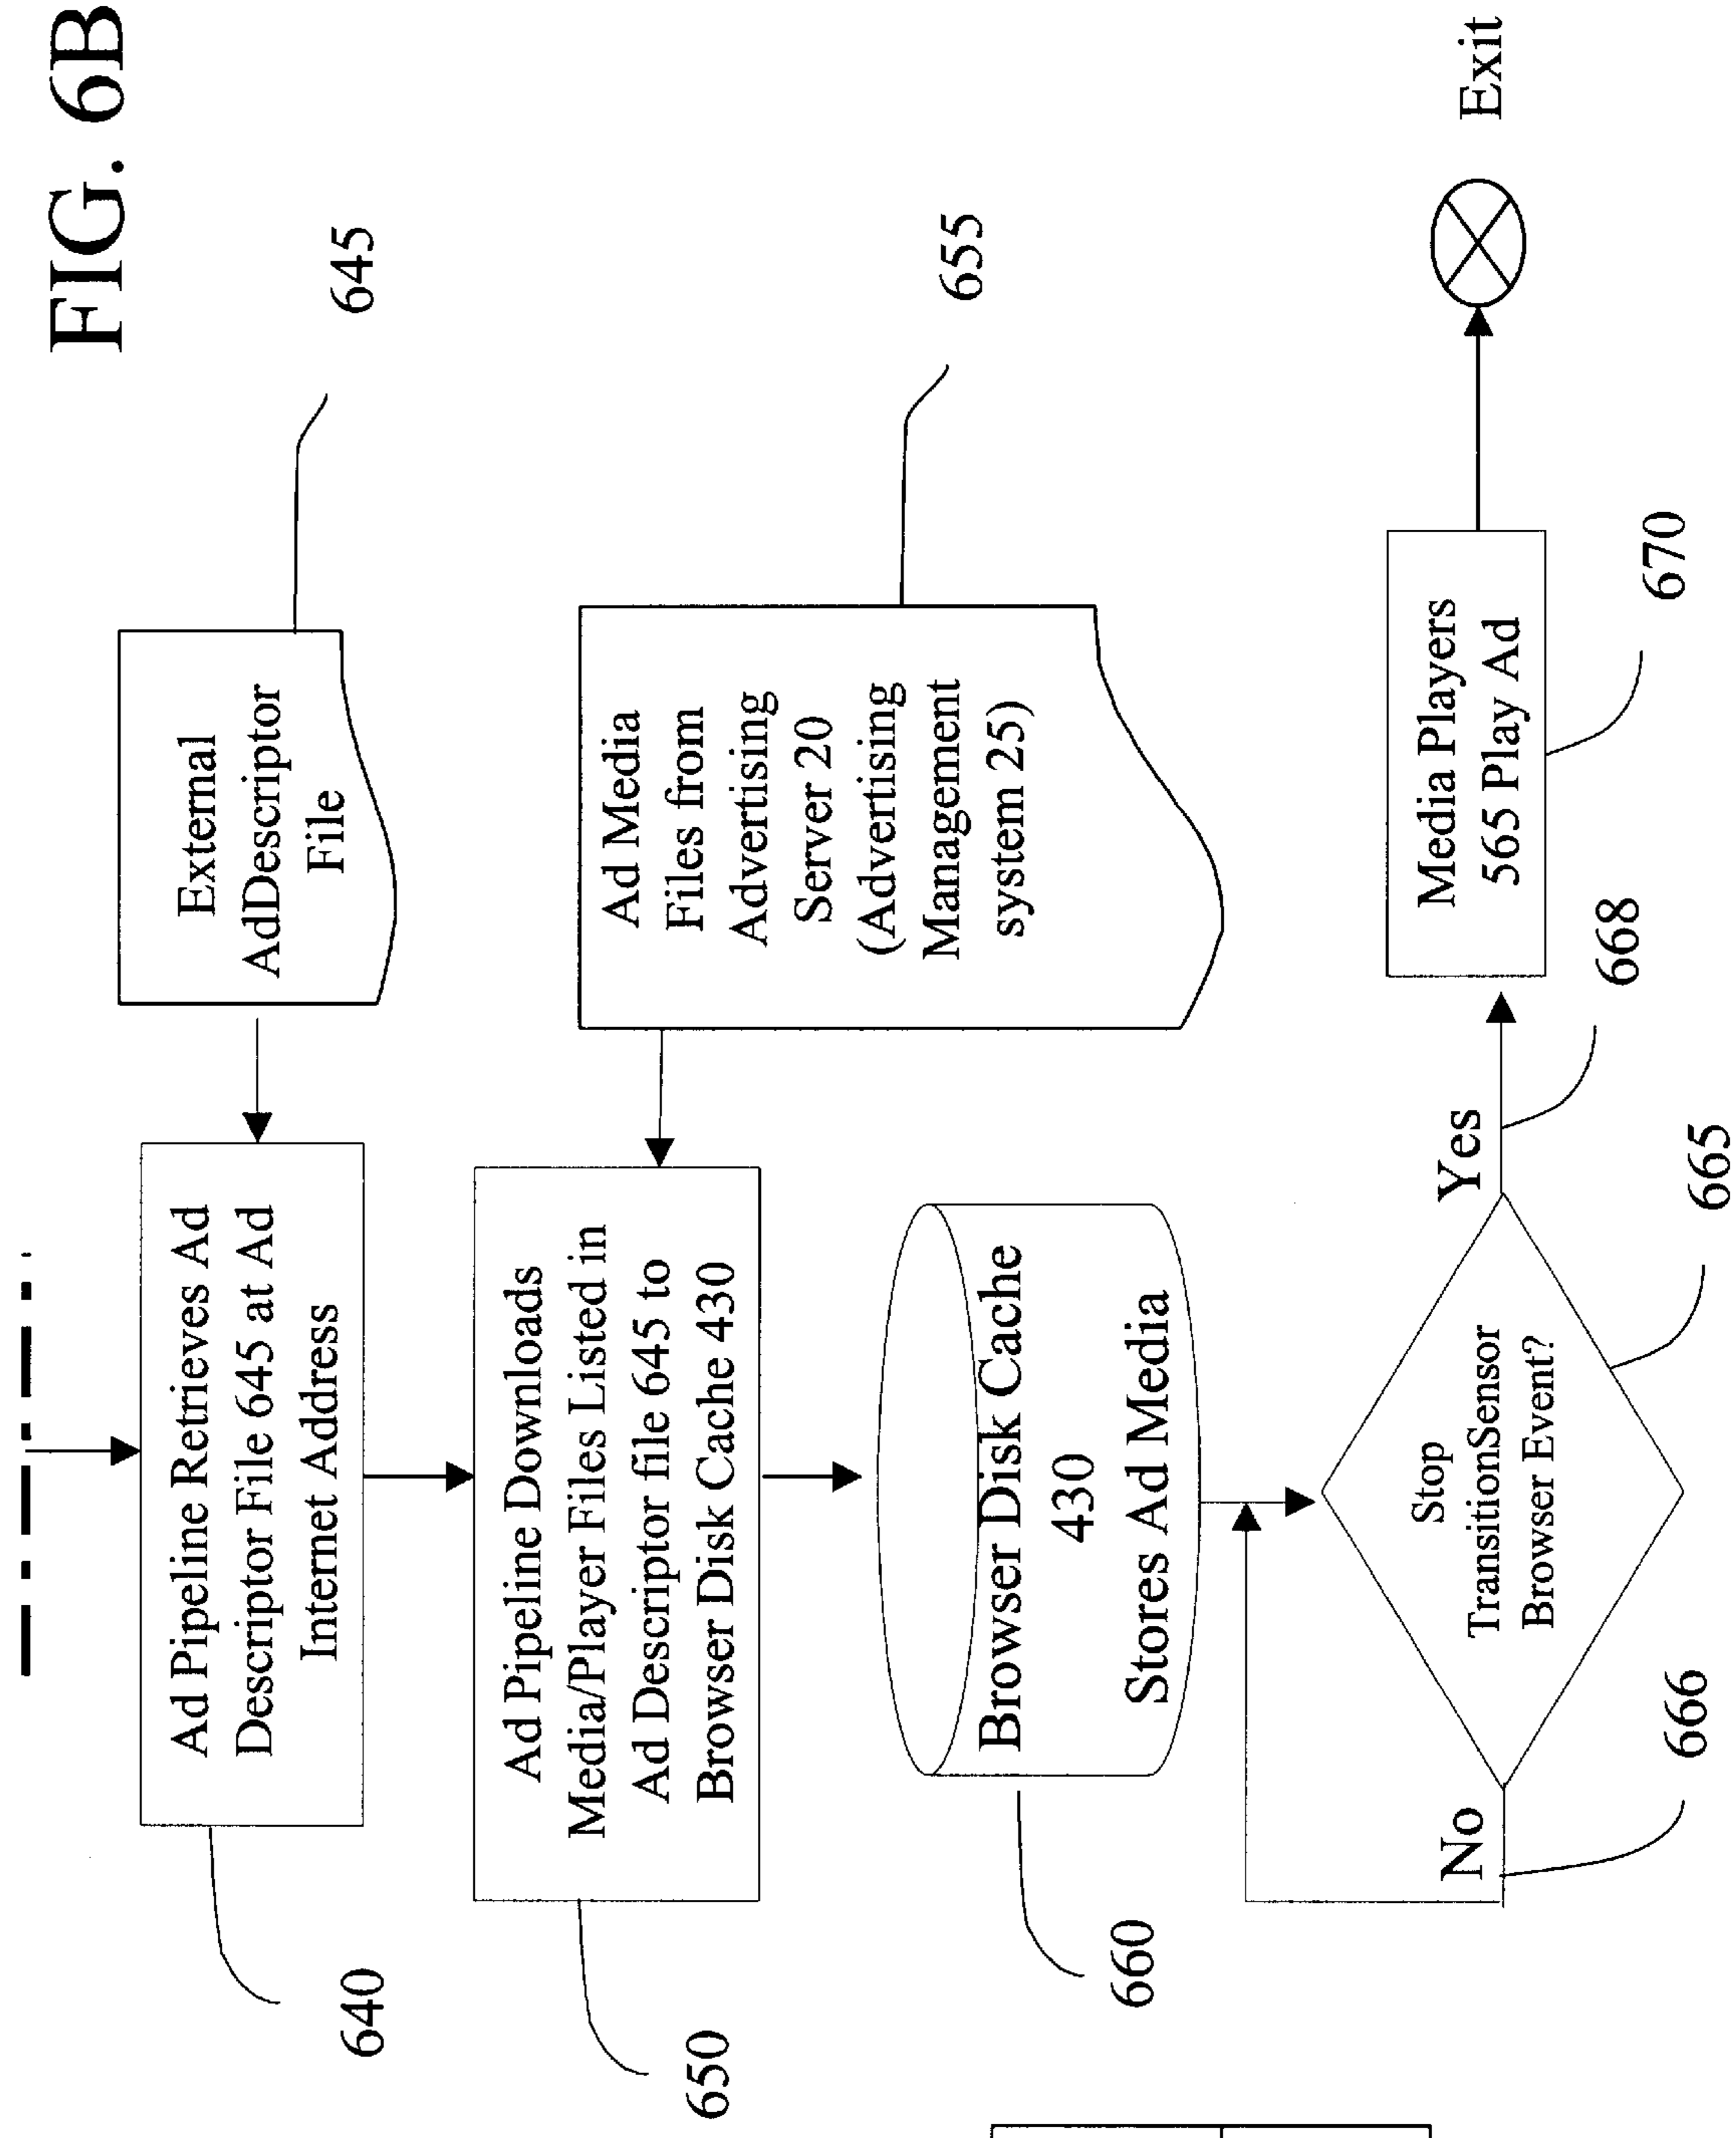 FIG. 6B
External
AdDescriptor
File
645
Ad Pipeline Retrieves Ad
Descriptor File 645 at Ad
Internet Address
640
Ad Media
Files from
Advertising
Server 20
(Advertising
Management
system 25)
655
Ad Pipeline Downloads
Media/Player Files Listed in
Ad Descriptor file 645 to
Browser Disk Cache 430
650
Browser Disk Cache
430
Stores Ad Media
660
Stop
TransitionSensor
Browser Event?
665
No
666
Yes
668
Media Players
565 Play Ad
670
Exit